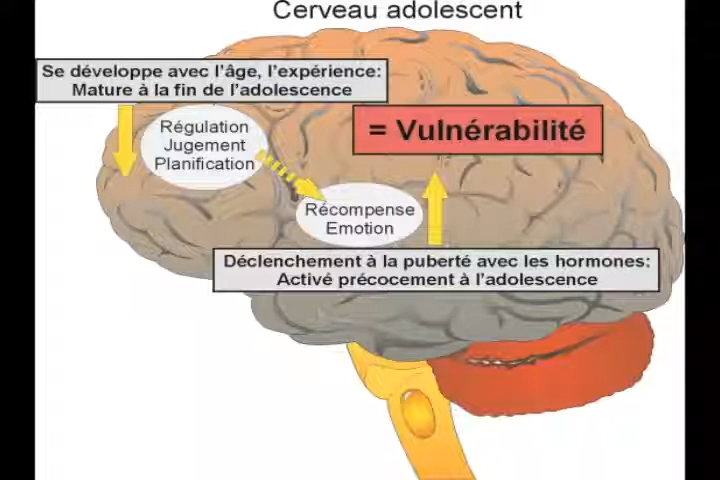 Cerveau adolescent
Se développe avec l'âge, l'expérience:
Mature à la fin de l'adolescence
Régulation
Jugement
Planification
= Vulnérabilité
Récompense
Emotion
Déclenchement à la puberté avec les hormones:
Activé précocement à l'adolescence